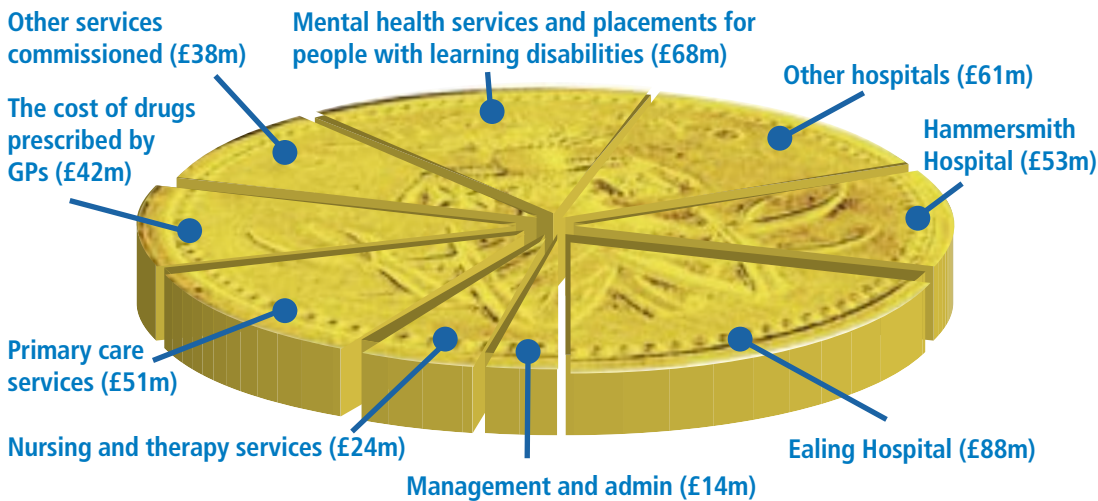 Other services
commissioned (£38m)
Mental health services and placements for
people with learning disabilities (£68m)
Other hospitals (£61m)
The cost of drugs
prescribed by
GPs (£42m)
Hammersmith
Hospital (£53m)
Primary care
services (£51m)
Nursing and therapy services (£24m)
Ealing Hospital (£88m)
Management and admin (£14m)